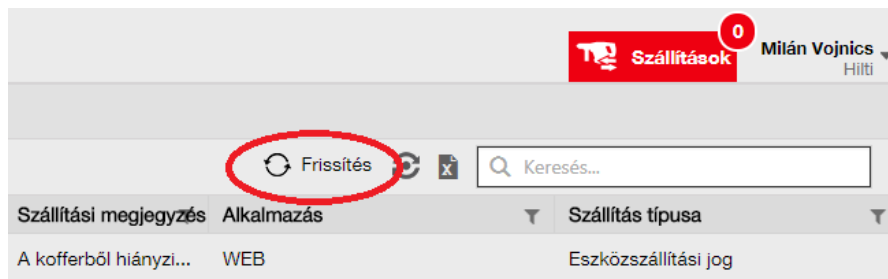 0
Szállítások
Milán Vojnics
Hilti
Frissítés
Keresés...
Szállítási megjegyzés Alkalmazás Szállítás típusa
A kofferből hiányzi... WEB Eszközszállítási jog